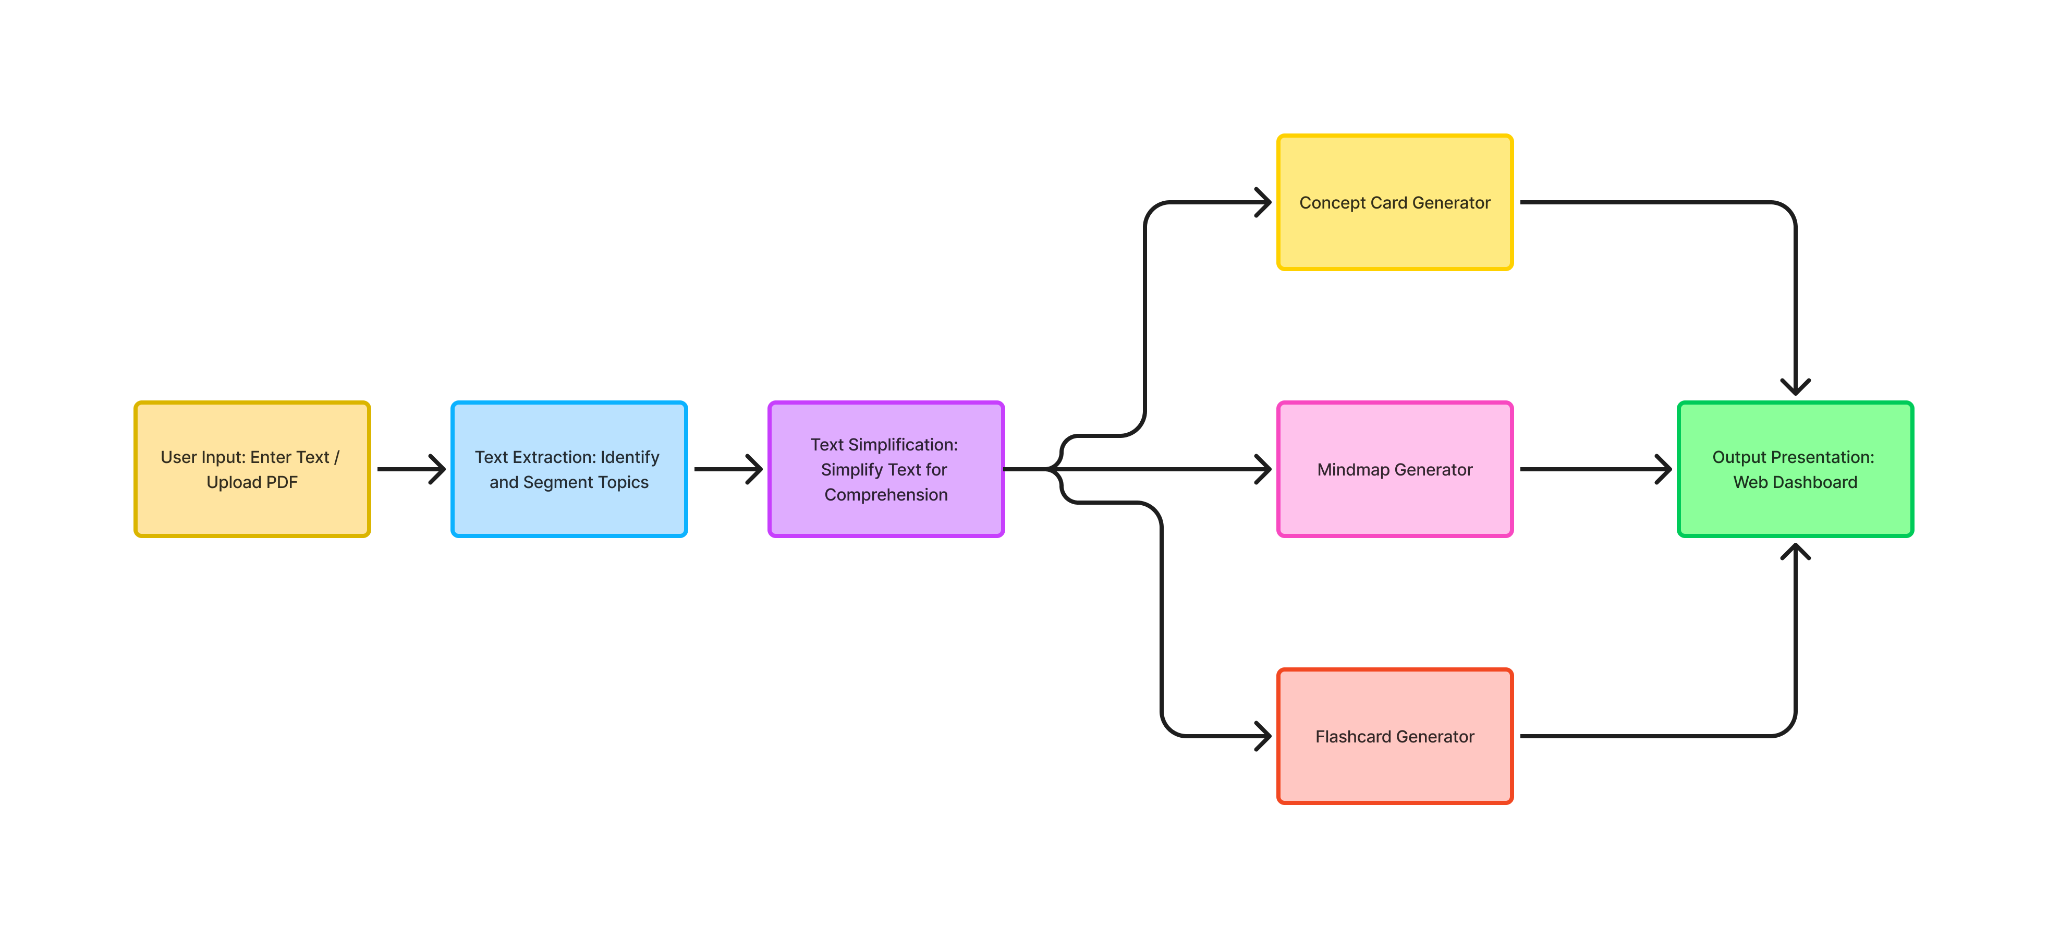 User Input: Enter Text /
Upload PDF
Text Extraction: Identify
and Segment Topics
Text Simplification:
Simplify Text for
Comprehension
Concept Card Generator
Mindmap Generator
Flashcard Generator
Output Presentation:
Web Dashboard